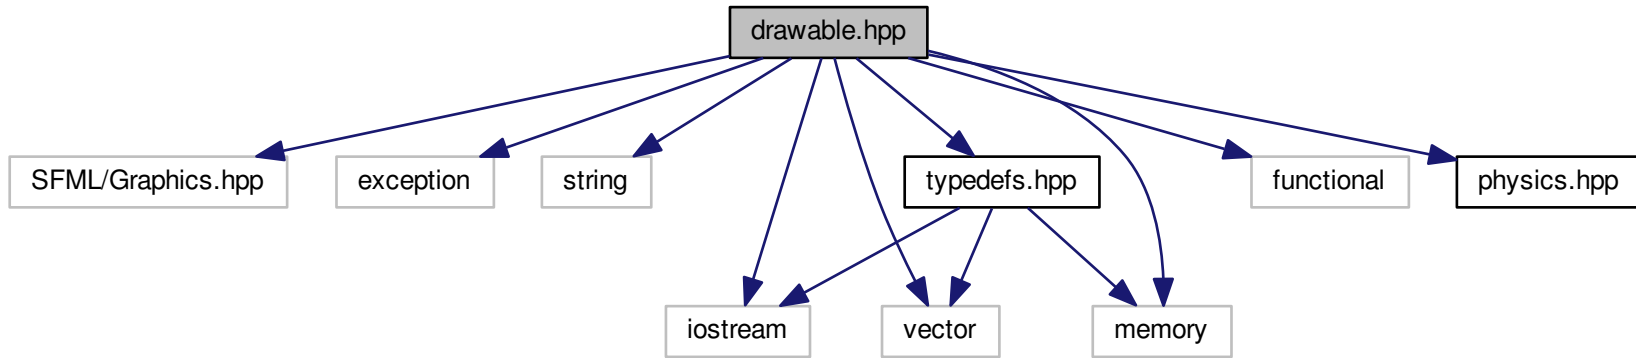 drawable.hpp
SFML/Graphics.hpp
exception
string
typedefs.hpp
functional
physics.hpp
iostream
vector
memory